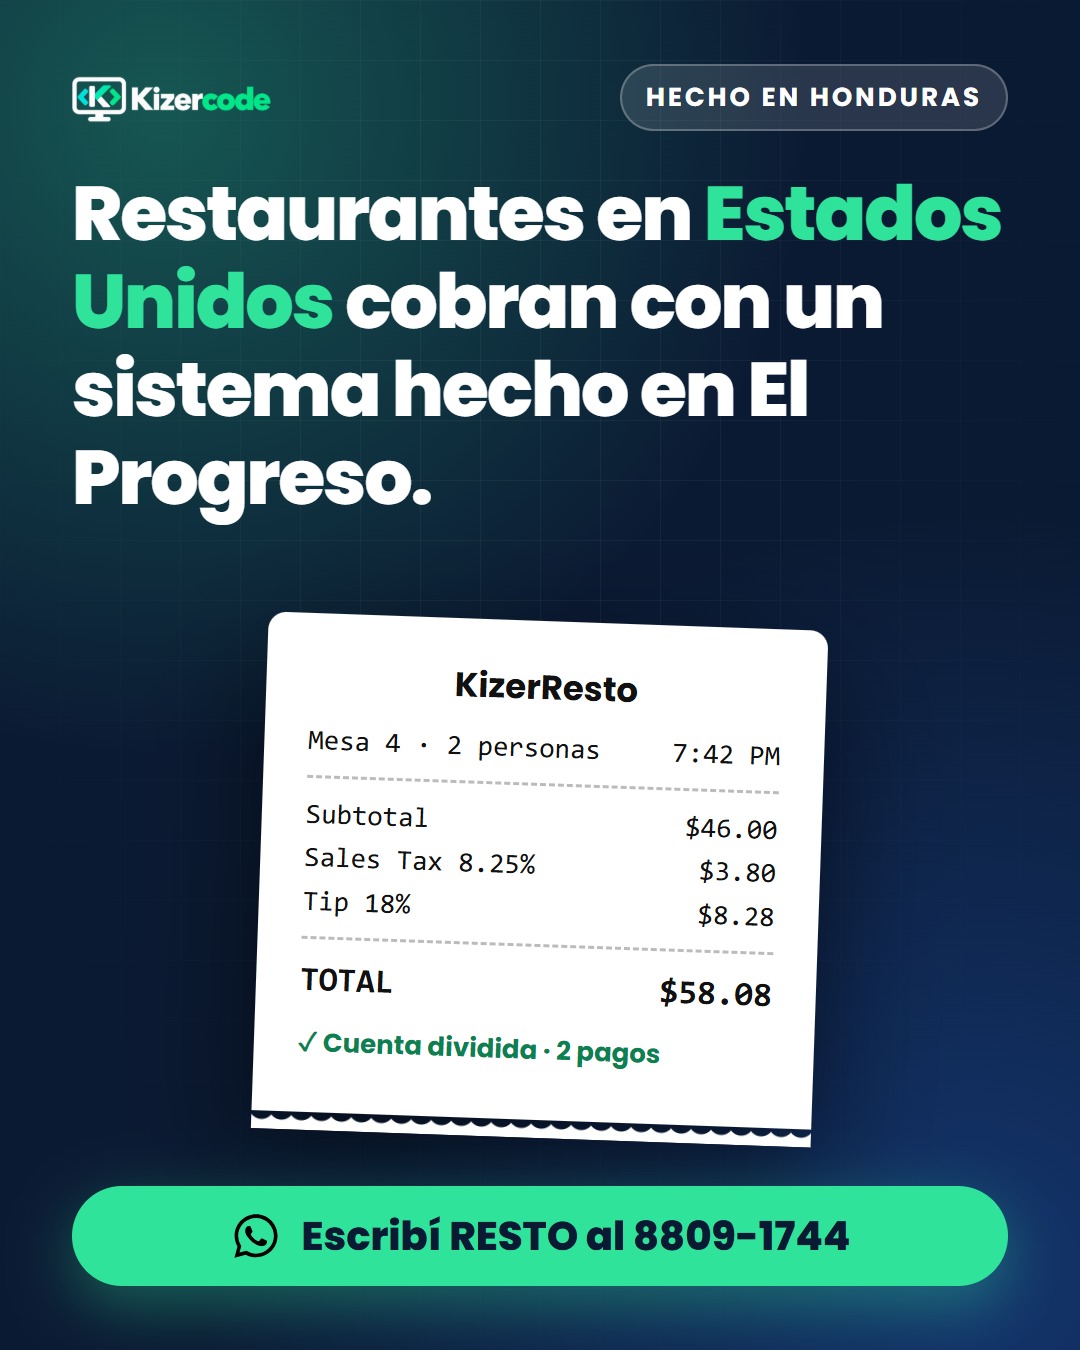 Kizercode
HECHO EN HONDURAS
Restaurantes en Estados
Unidos cobran con un
sistema hecho en El
Progreso.
KizerResto
Mesa 4 · 2 personas 7:42 PM
Subtotal $46.00
Sales Tax 8.25% $3.80
Tip 18% $8.28
TOTAL $58.08
✓ Cuenta dividida · 2 pagos
Escribí RESTO al 8809-1744